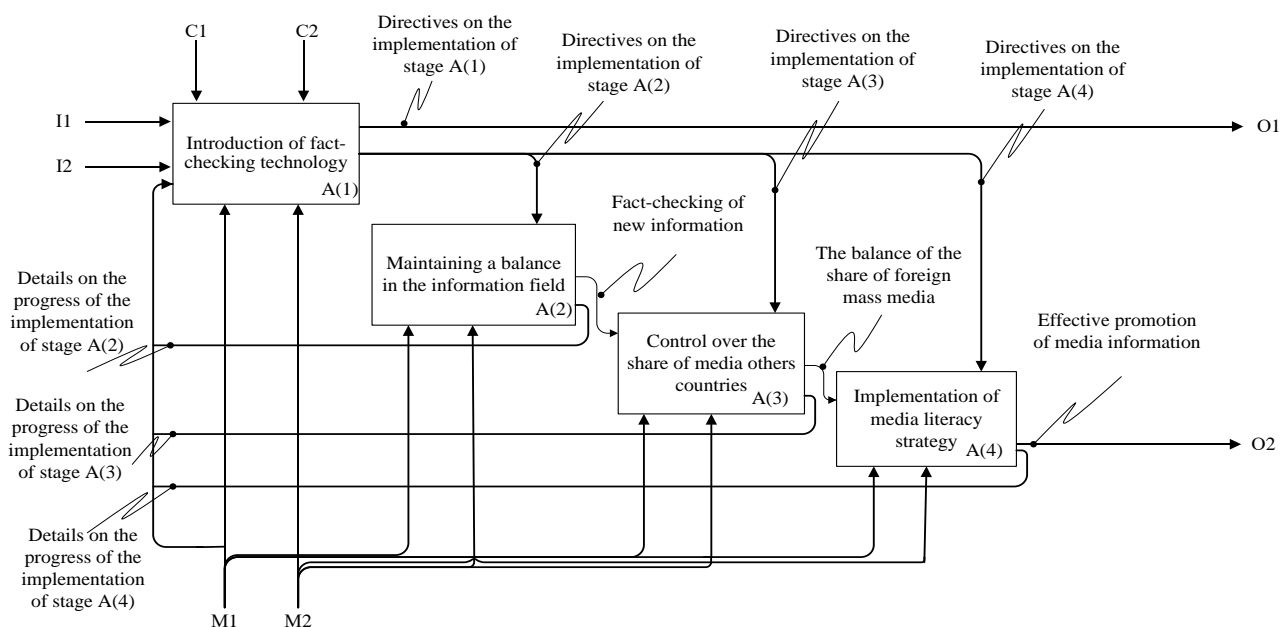 C1
C2
Directives on the
implementation of
stage A(1)
Directives on the
implementation of
stage A(2)
Directives on the
implementation of
stage A(3)
Directives on the
implementation of
stage A(4)
I1
I2
Introduction of fact-
checking technology
A(1)
O1
Fact-checking of
new information
Maintaining a balance
in the information field
A(2)
The balance of the
share of foreign
mass media
Details on the
progress of the
implementation
of stage A(2)
Control over the
share of media others
countries
A(3)
Effective promotion
of media information
Implementation of
media literacy
strategy
A(4)
O2
Details on the
progress of the
implementation
of stage A(3)
Details on the
progress of the
implementation
of stage A(4)
M1
M2